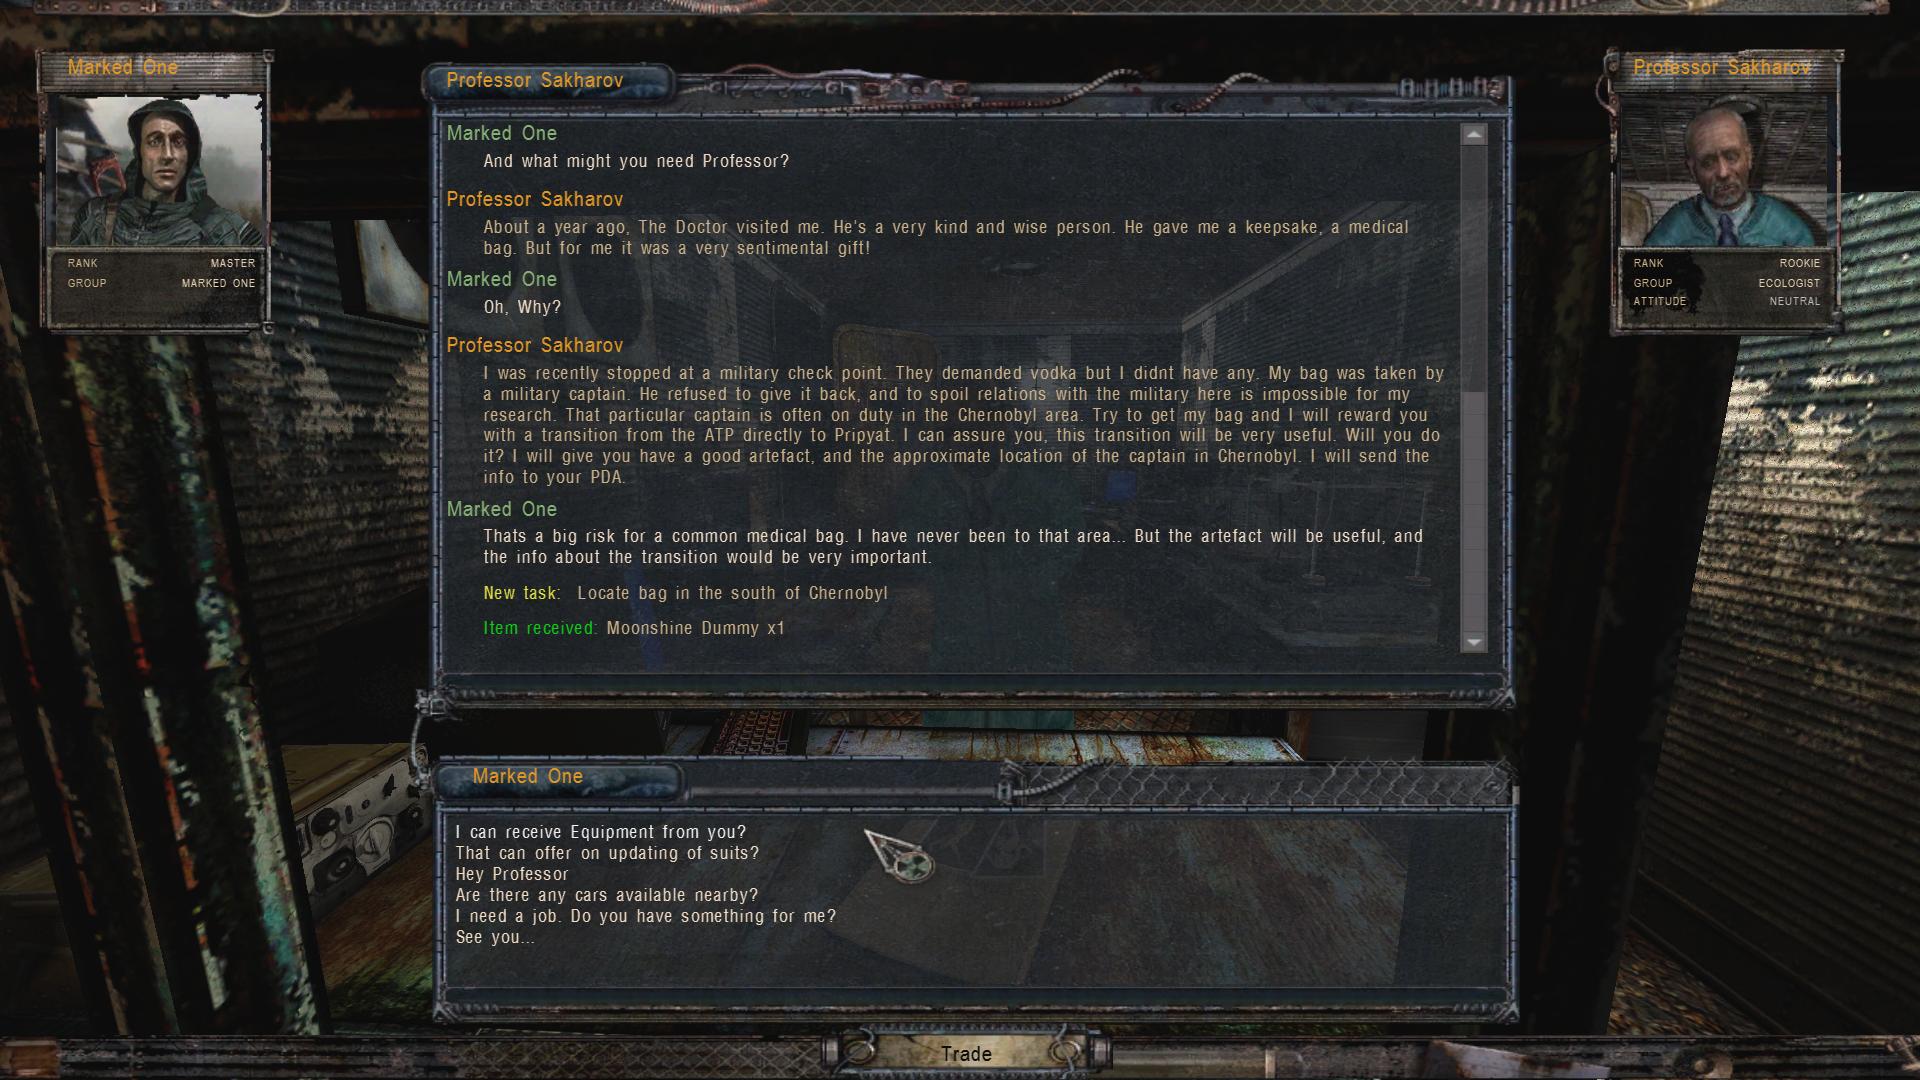 Marked One
RANK MASTER
GROUP MARKED ONE
Professor Sakharov
Marked One
And what might you need Professor?
Professor Sakharov
About a year ago, The Doctor visited me. He's a very kind and wise person. He gave me a keepsake, a medical
bag. But for me it was a very sentimental gift!
Marked One
Oh, Why?
Professor Sakharov
I was recently stopped at a military check point. They demanded vodka but I didnt have any. My bag was taken by
a military captain. He refused to give it back, and to spoil relations with the military here is impossible for my
research. That particular captain is often on duty in the Chernobyl area. Try to get my bag and I will reward you
with a transition from the ATP directly to Pripyat. I can assure you, this transition will be very useful. Will you do
it? I will give you have a good artefact, and the approximate location of the captain in Chernobyl. I will send the
info to your PDA.
Marked One
Thats a big risk for a common medical bag. I have never been to that area... But the artefact will be useful, and
the info about the transition would be very important.
New task: Locate bag in the south of Chernobyl
Item received: Moonshine Dummy x1
Professor Sakharov
RANK ROOKIE
GROUP ECOLOGIST
ATTITUDE NEUTRAL
Marked One
I can receive Equipment from you?
That can offer on updating of suits?
Hey Professor
Are there any cars available nearby?
I need a job. Do you have something for me?
See you...
Trade